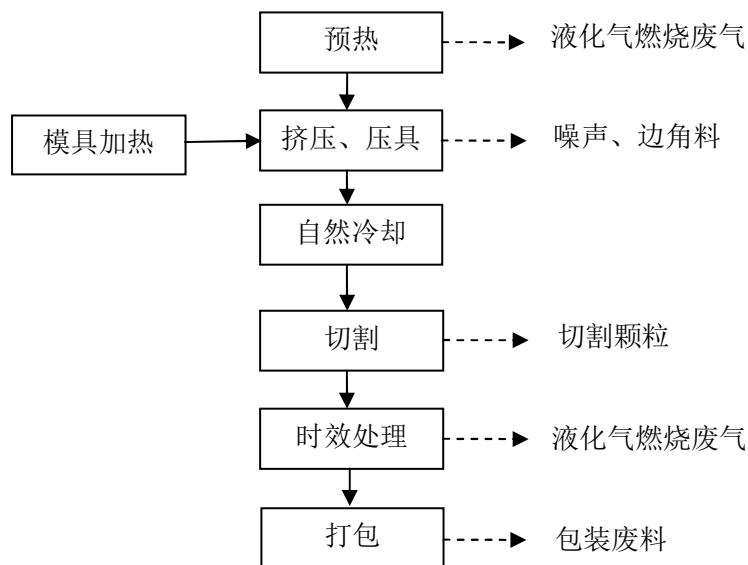 预热
液化气燃烧废气
模具加热
挤压、压具
噪声、边角料
自然冷却
切割
切割颗粒
时效处理
液化气燃烧废气
打包
包装废料